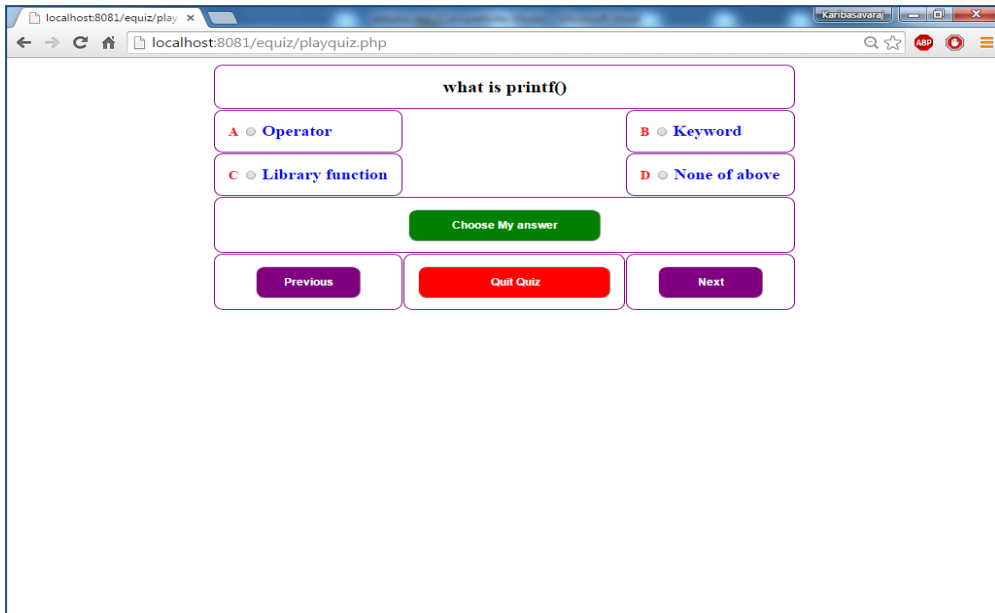 localhost:8081/equiz/play
Karibasavaraj
localhost:8081/equiz/playquiz.php
ABP
what is printf()
A Operator
B Keyword
C Library function
D None of above
Choose My answer
Previous
Quit Quiz
Next